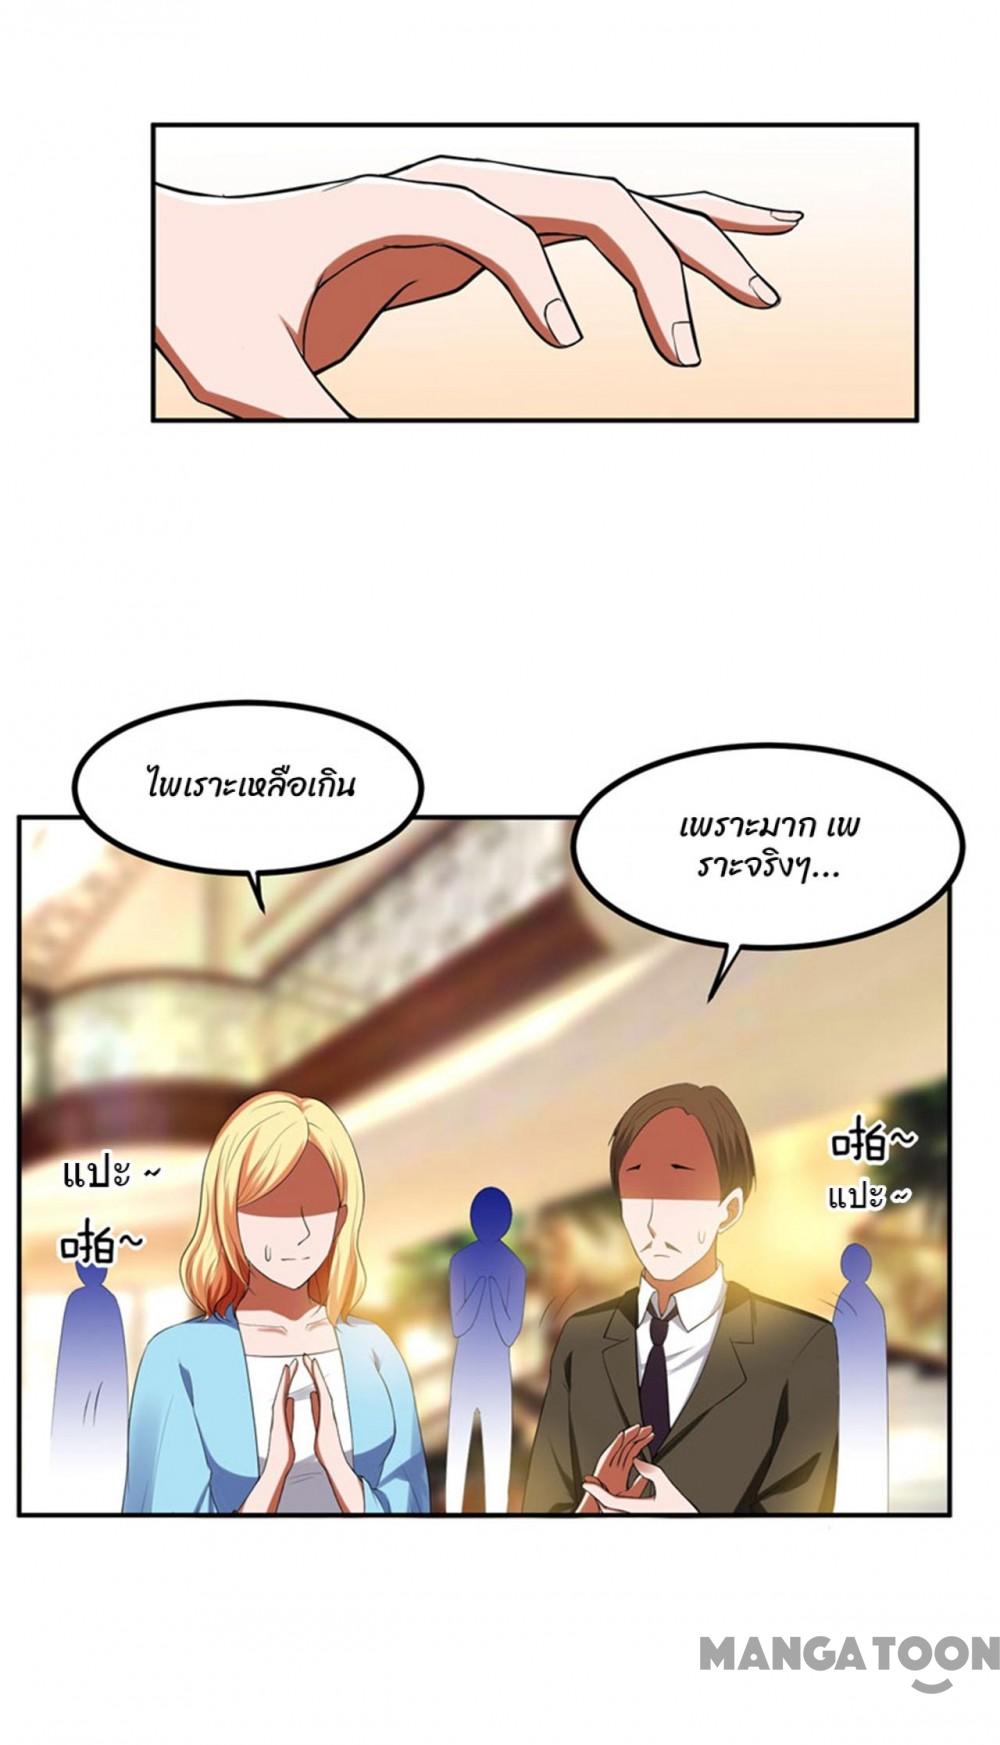 ไพเราะเหลือเกิน
เพราะมาก เพ
ราะจริงๆ...
แปะ ~
啪~
啪~
แปะ ~
MANGATOON